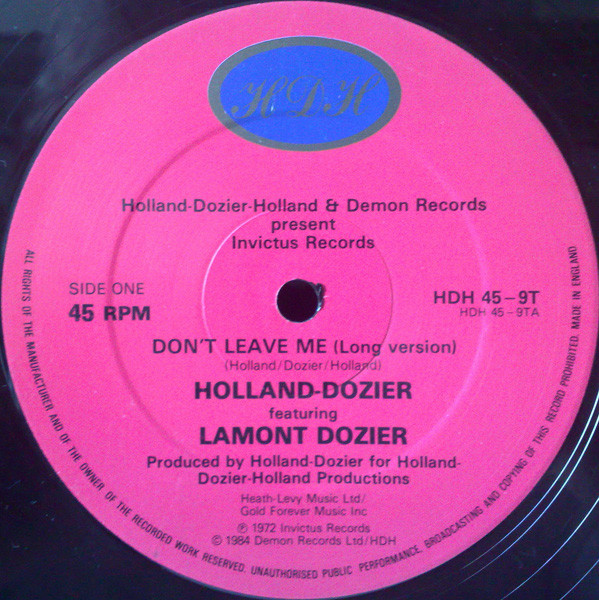 HDH
Holland-Dozier-Holland & Demon Records
present
Invictus Records
SIDE ONE
45 RPM
HDH 45–9T
HDH 45–9TA
DON'T LEAVE ME (Long version)
(Holland/Dozier/Holland)
HOLLAND-DOZIER
featuring
LAMONT DOZIER
Produced by Holland-Dozier for Holland-
Dozier-Holland Productions
Heath-Levy Music Ltd/
Gold Forever Music Inc
℗ 1972 Invictus Records
© 1984 Demon Records Ltd/HDH
ALL RIGHTS OF THE MANUFACTURER AND OF THE OWNER OF THE RECORDED WORK RESERVED. UNAUTHORISED PUBLIC PERFORMANCE, BROADCASTING AND COPYING OF THIS RECORD PROHIBITED. MADE IN ENGLAND